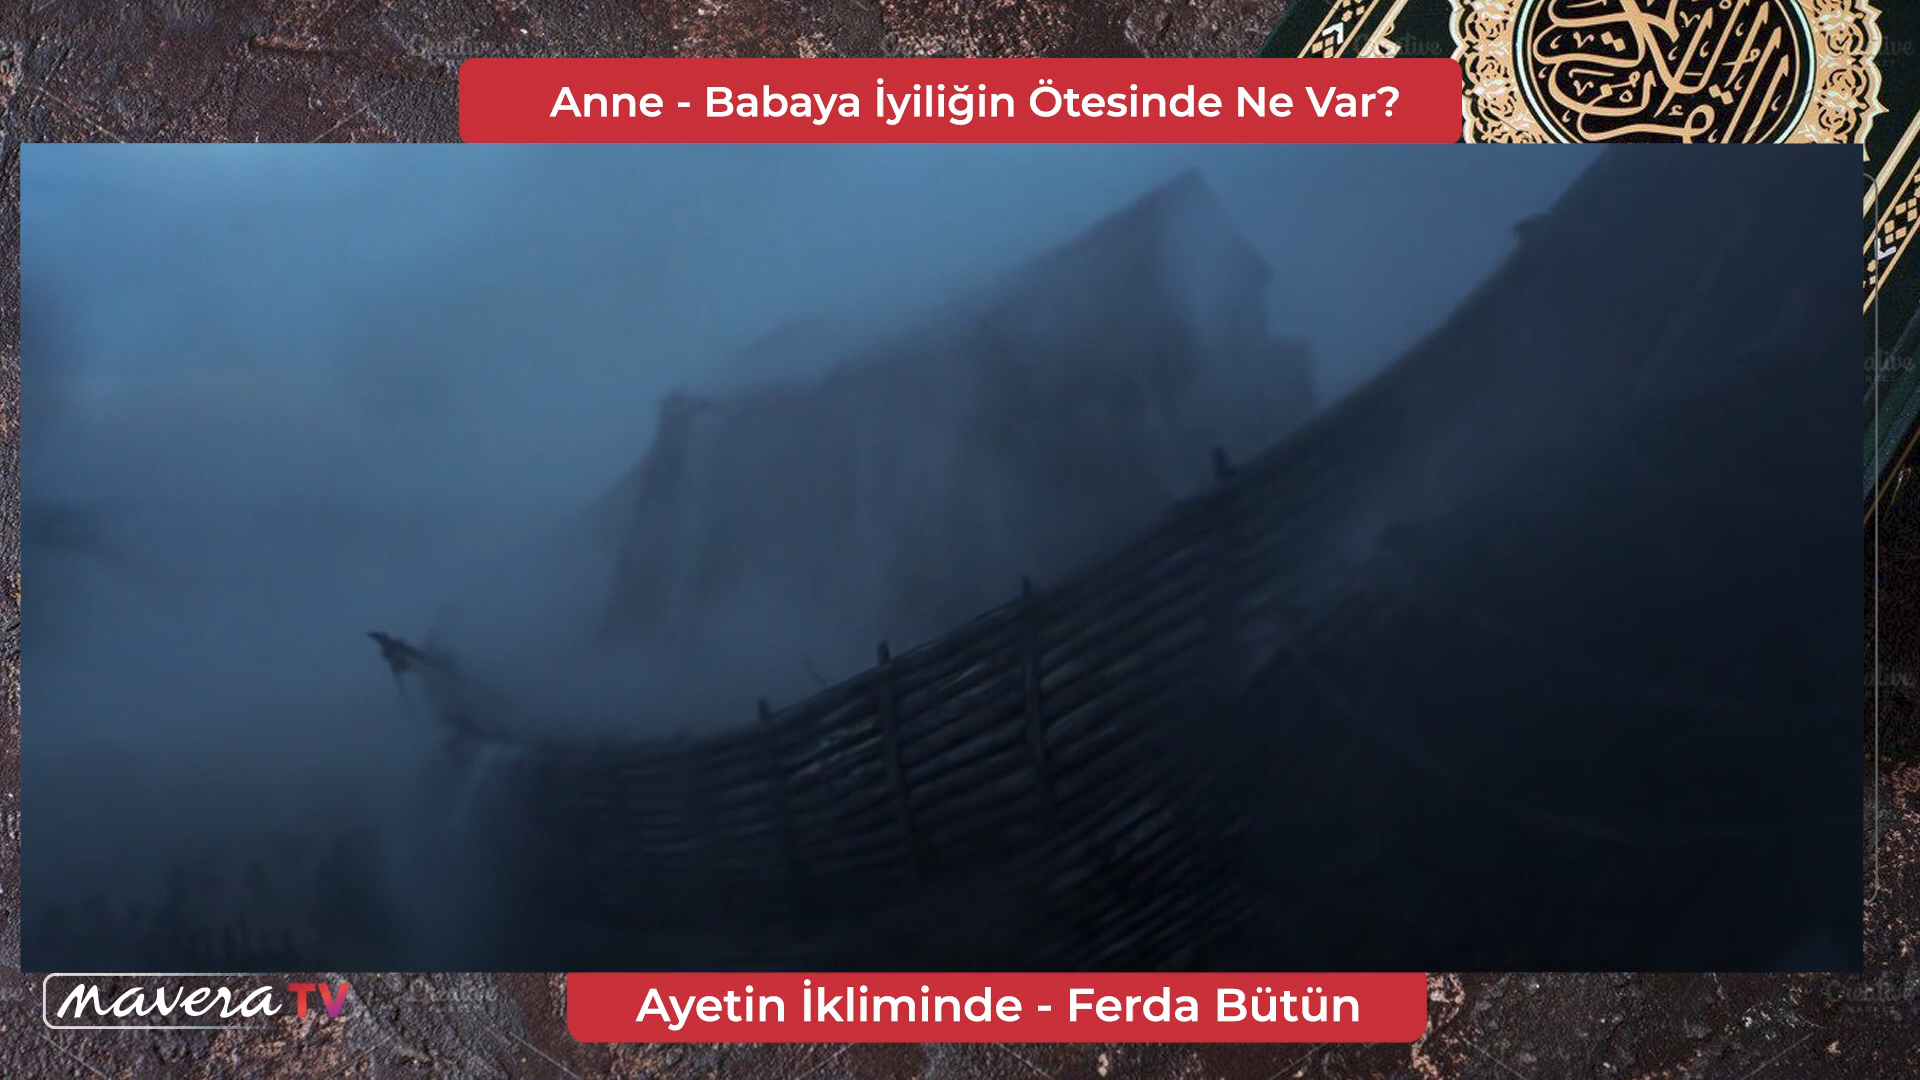 Anne - Babaya İyiliğin Ötesinde Ne Var?
mavera TV
Ayetin İkliminde - Ferda Bütün